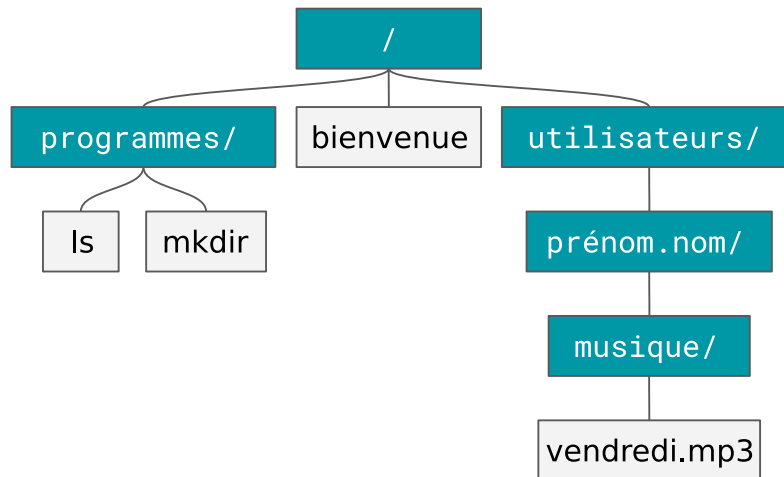 /
programmes/
bienvenue
utilisateurs/
ls
mkdir
prénom.nom/
musique/
vendredi.mp3